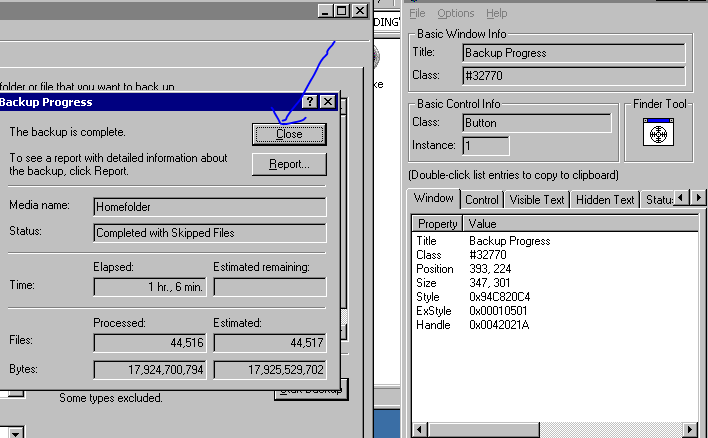 DING\
older or file that you want to back up.
Backup Progress
The backup is complete.
Close
To see a report with detailed information about
the backup, click Report.
Report...
Media name: Homefolder
Status: Completed with Skipped Files
Elapsed: Estimated remaining:
Time: 1 hr., 6 min.
Processed: Estimated:
Files: 44,516 44,517
Bytes: 17,924,700,794 17,925,529,702
Start Backup
Some types excluded.
xe
File Options Help
Basic Window Info
Title: Backup Progress
Class: #32770
Basic Control Info
Class: Button
Instance: 1
Finder Tool
(Double-click list entries to copy to clipboard)
Window Control Visible Text Hidden Text Statu
Property Value
Title Backup Progress
Class #32770
Position 393, 224
Size 347, 301
Style 0x94C820C4
ExStyle 0x00010501
Handle 0x0042021A